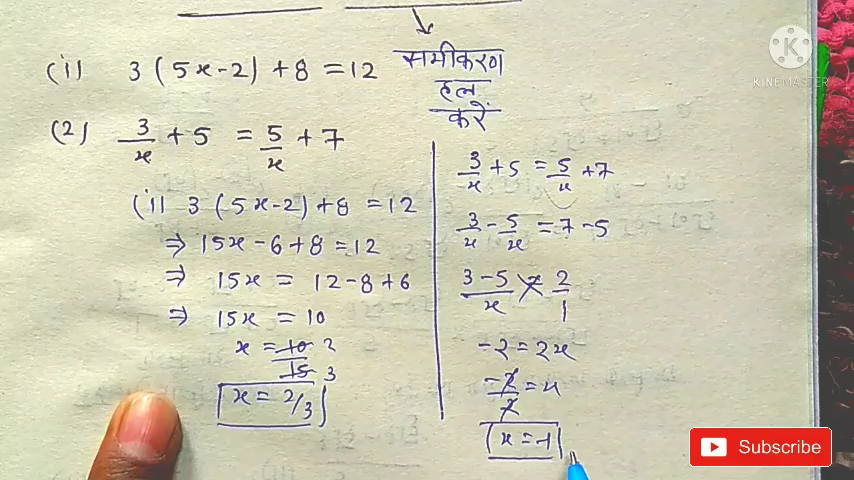 (1) 3(5x-2)+8=12
समीकरण
हल
करें
(2) 3/x + 5 = 5/x + 7
(1) 3(5x-2)+8=12
⇒ 15x-6+8=12
⇒ 15x = 12-8+6
⇒ 15x = 10
x = 10/15 2/3
x = 2/3
3/x + 5 = 5/x + 7
3/x - 5/x = 7-5
3-5/x = 2/1
-2 = 2x
-2/2 = x
x = -1
K
KINEMASTER
Subscribe